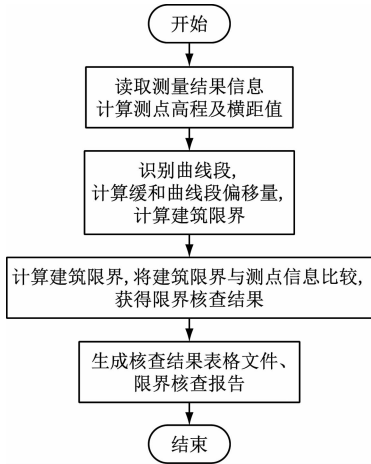 开始
读取测量结果信息
计算测点高程及横距值
识别曲线段,
计算缓和曲线段偏移量,
计算建筑限界
计算建筑限界,将建筑限界与测点信息比较,
获得限界核查结果
生成核查结果表格文件、
限界核查报告
结束